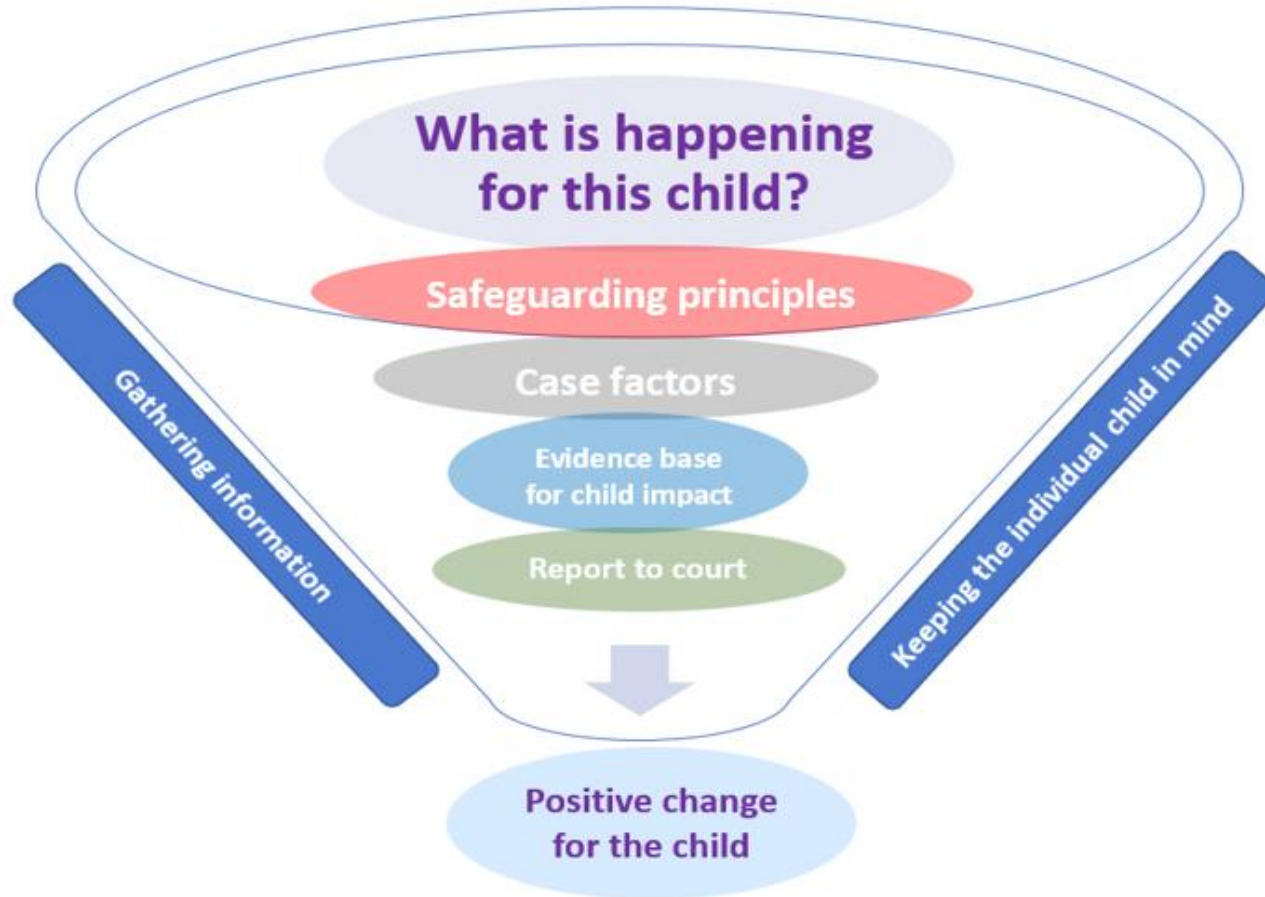 What is happening
for this child?
Safeguarding principles
Case factors
Evidence base
for child impact
Report to court
Gathering information
Keeping the individual child in mind
Positive change
for the child